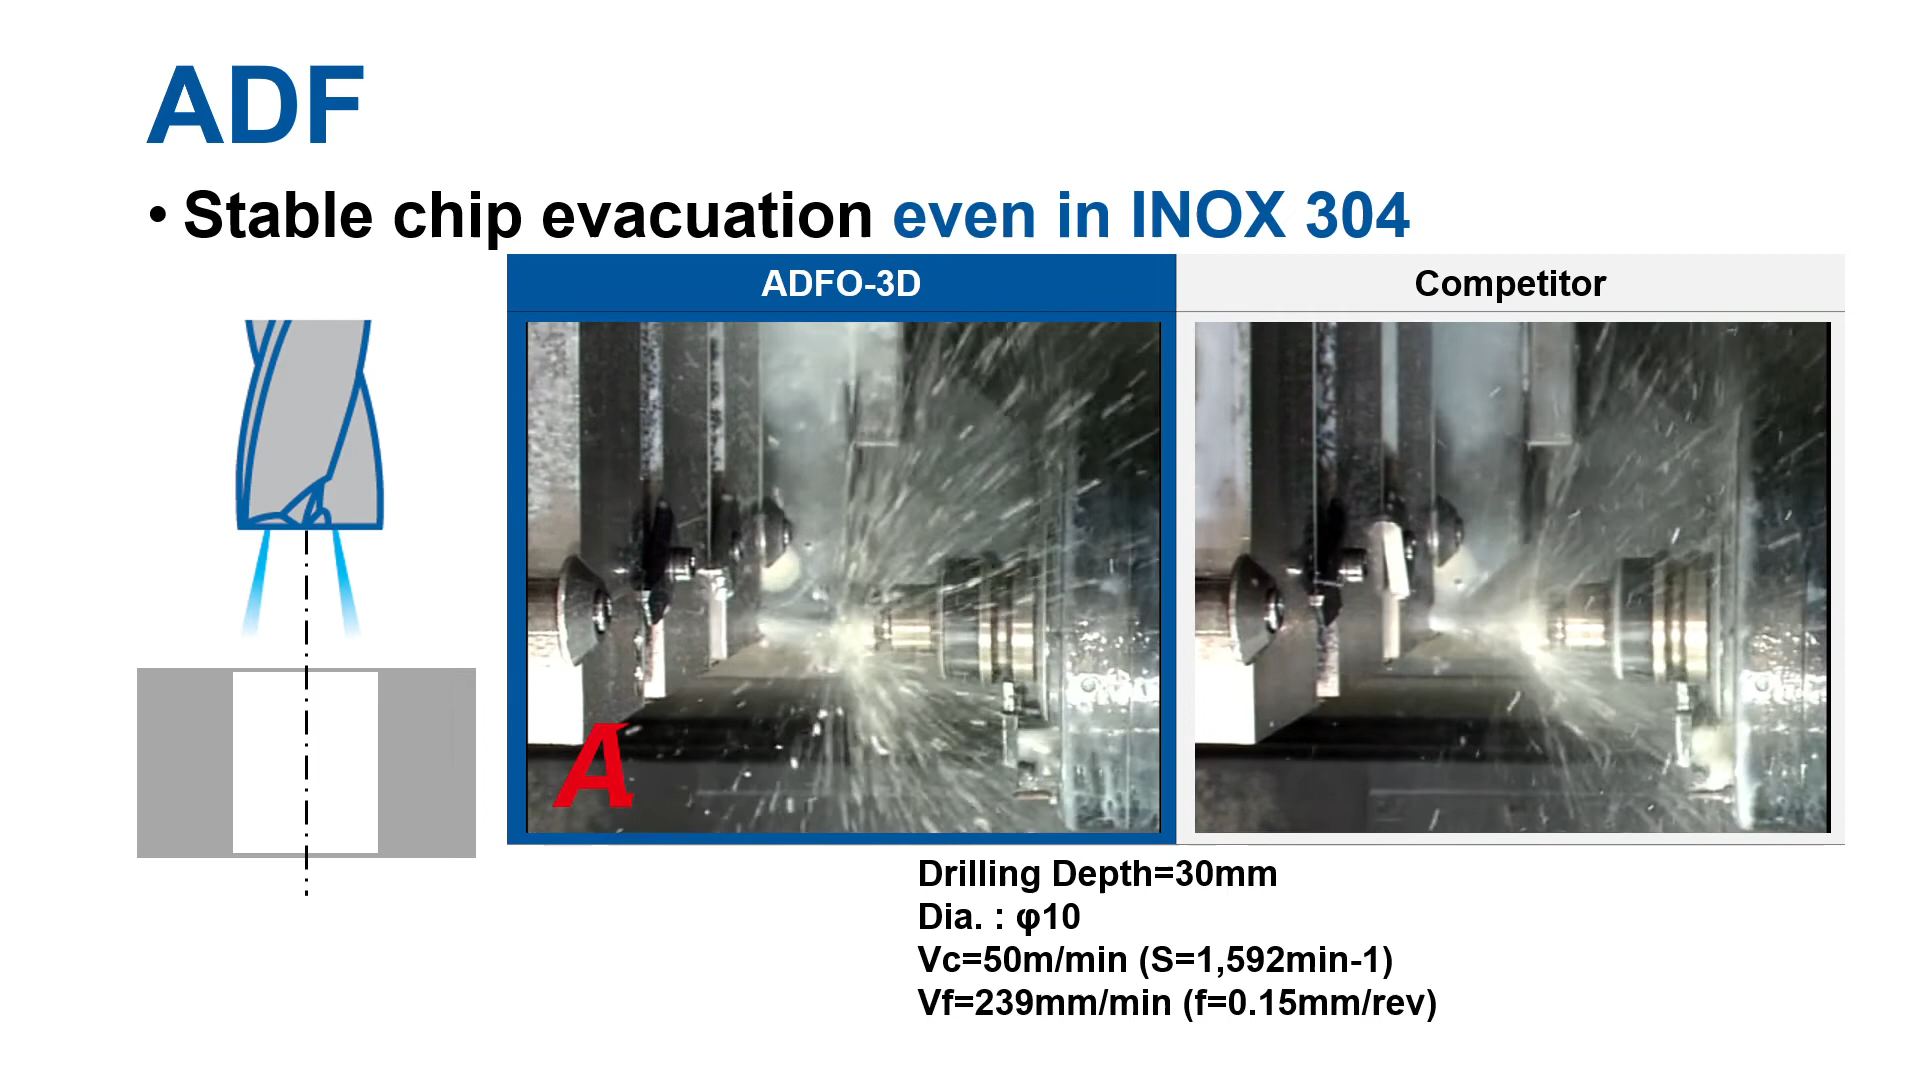 ADF
• Stable chip evacuation even in INOX 304
ADFO-3D
Competitor
A
Drilling Depth=30mm
Dia. : φ10
Vc=50m/min (S=1,592min-1)
Vf=239mm/min (f=0.15mm/rev)